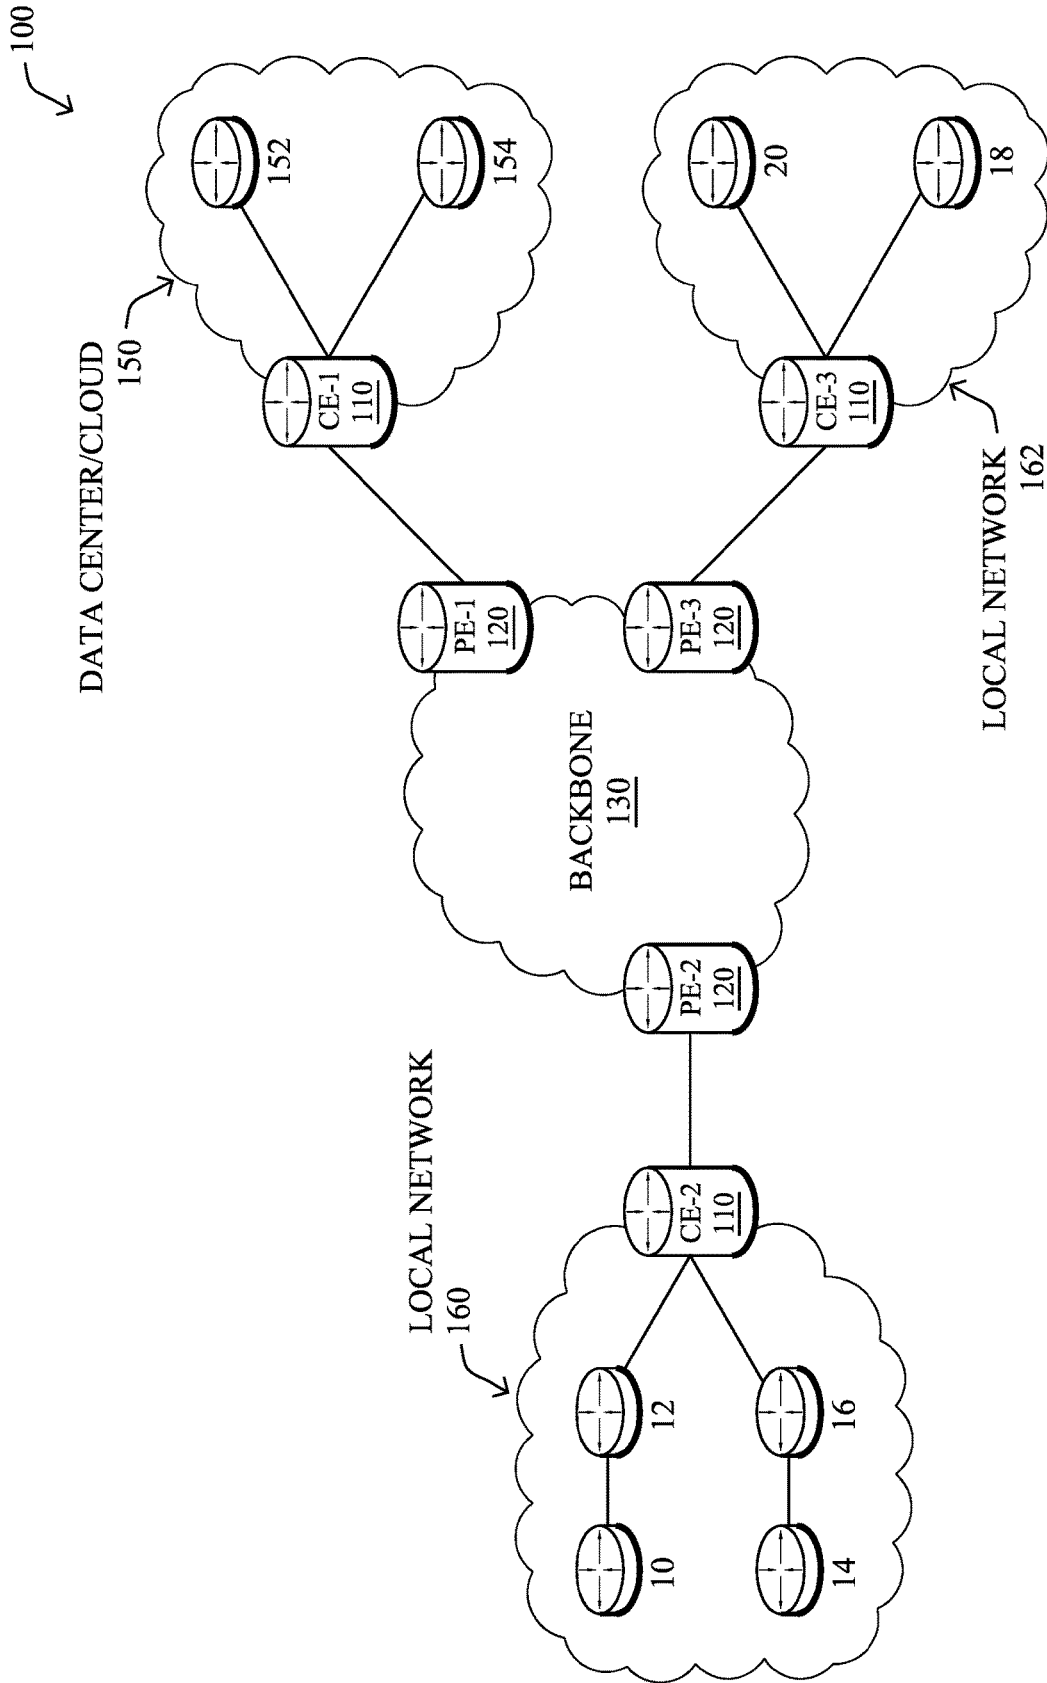 100
DATA CENTER/CLOUD
150
152
154
CE-1
110
PE-1
120
BACKBONE
130
PE-3
120
CE-3
110
20
18
LOCAL NETWORK
162
LOCAL NETWORK
160
PE-2
120
CE-2
110
12
16
10
14